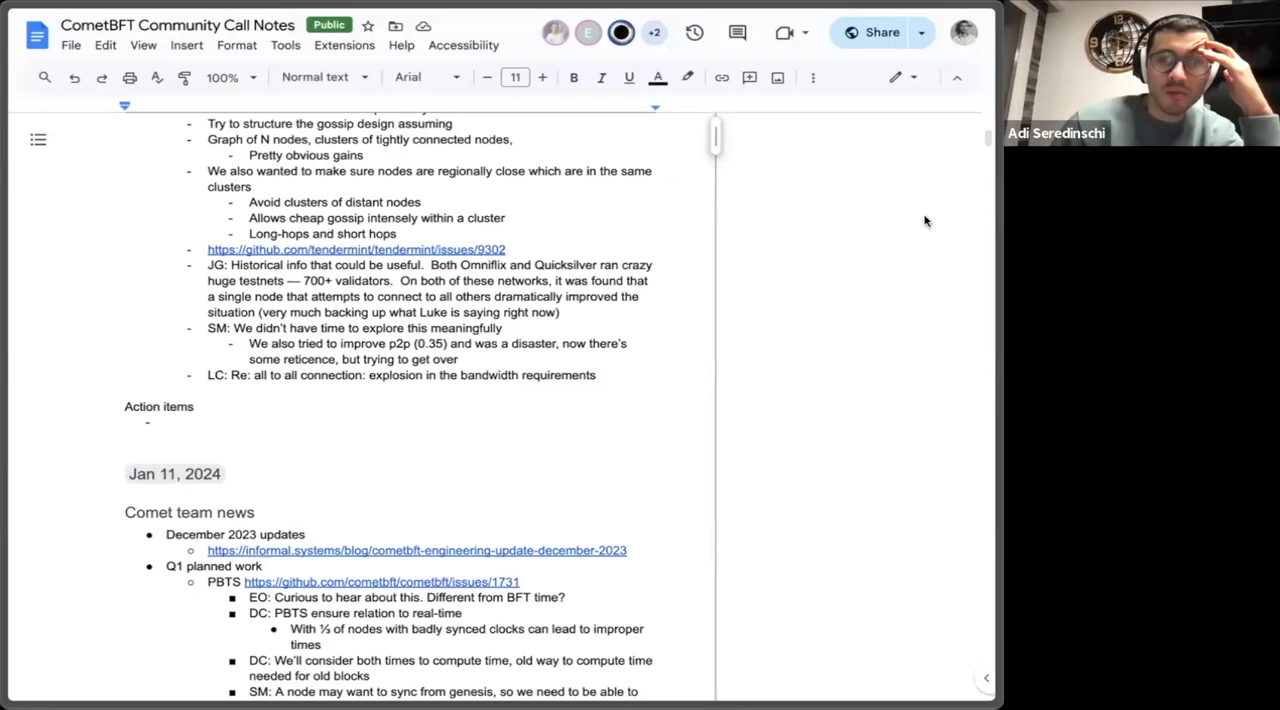 CometBFT Community Call Notes
Public
File Edit View Insert Format Tools Extensions Help Accessibility
E
+2
Share
100%
Normal text
Arial
11
B I U A
- Try to structure the gossip design assuming
- Graph of N nodes, clusters of tightly connected nodes,
- Pretty obvious gains
- We also wanted to make sure nodes are regionally close which are in the same
clusters
- Avoid clusters of distant nodes
- Allows cheap gossip intensely within a cluster
- Long-hops and short hops
- https://github.com/tendermint/tendermint/issues/9302
- JG: Historical info that could be useful. Both Omniflix and Quicksilver ran crazy
huge testnets — 700+ validators. On both of these networks, it was found that
a single node that attempts to connect to all others dramatically improved the
situation (very much backing up what Luke is saying right now)
- SM: We didn't have time to explore this meaningfully
- We also tried to improve p2p (0.35) and was a disaster, now there's
some reticence, but trying to get over
- LC: Re: all to all connection: explosion in the bandwidth requirements
Action items
-
Jan 11, 2024
Comet team news
● December 2023 updates
○ https://informal.systems/blog/cometbft-engineering-update-december-2023
● Q1 planned work
○ PBTS https://github.com/cometbft/cometbft/issues/1731
■ EO: Curious to hear about this. Different from BFT time?
■ DC: PBTS ensure relation to real-time
● With ⅓ of nodes with badly synced clocks can lead to improper
times
■ DC: We'll consider both times to compute time, old way to compute time
needed for old blocks
■ SM: A node may want to sync from genesis, so we need to be able to
Adi Seredinschi